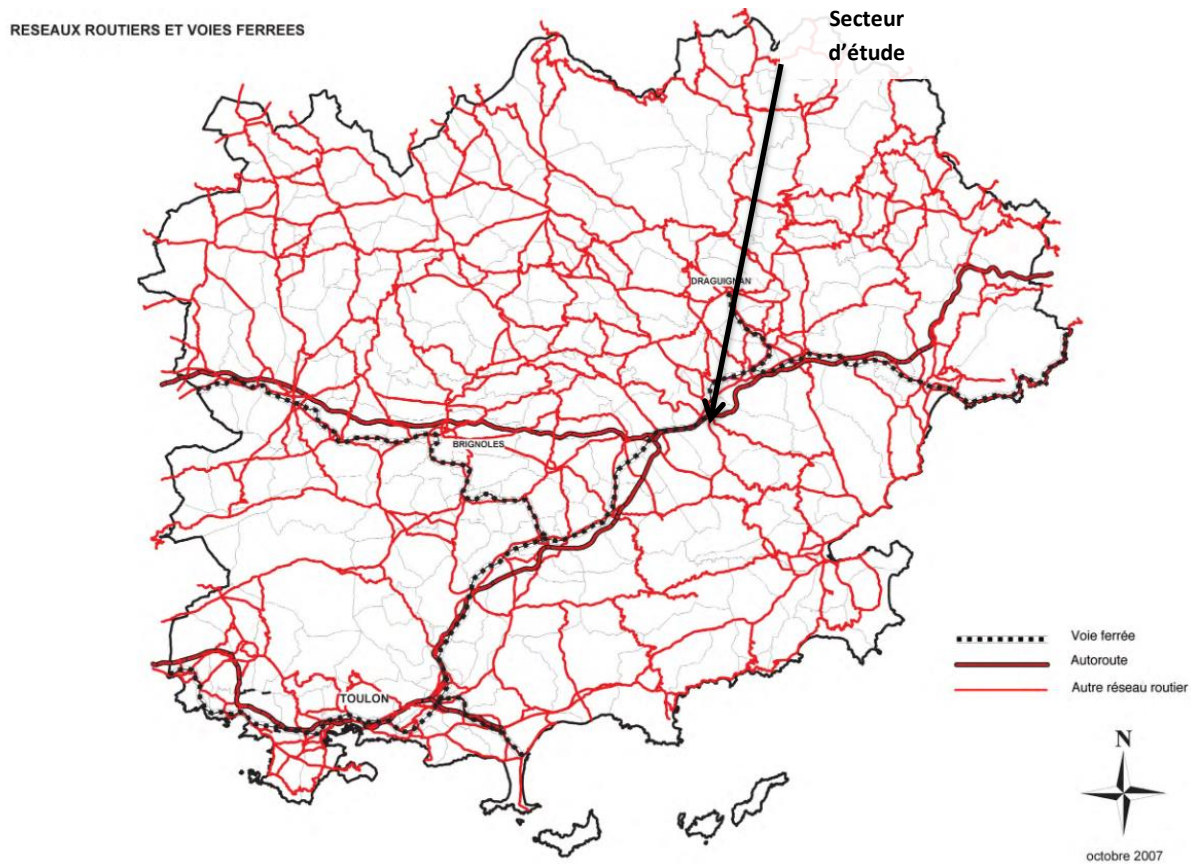 RESEAUX ROUTIERS ET VOIES FERREES
Secteur
d'étude
DRAGUIGNAN
BRIGNOLES
TOULON
Voie ferrée
Autoroute
Autre réseau routier
N
octobre 2007